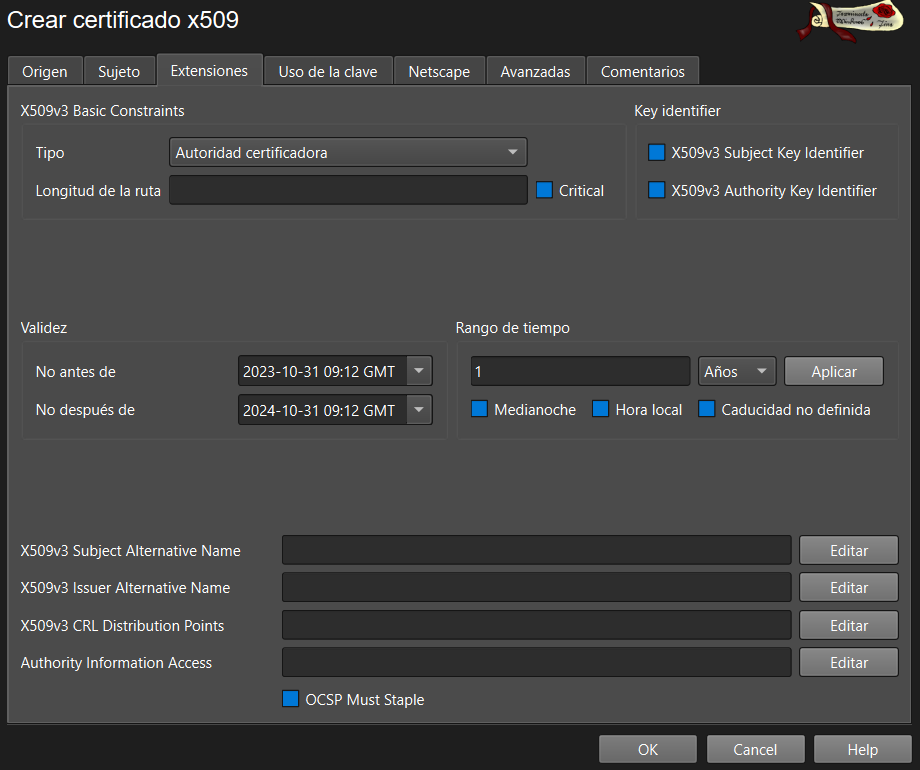 Crear certificado x509
Origen Sujeto Extensiones Uso de la clave Netscape Avanzadas Comentarios
X509v3 Basic Constraints
Tipo Autoridad certificadora
Longitud de la ruta Critical
Key identifier
X509v3 Subject Key Identifier
X509v3 Authority Key Identifier
Validez
No antes de 2023-10-31 09:12 GMT
No después de 2024-10-31 09:12 GMT
Rango de tiempo
1 Años Aplicar
Medianoche Hora local Caducidad no definida
X509v3 Subject Alternative Name Editar
X509v3 Issuer Alternative Name Editar
X509v3 CRL Distribution Points Editar
Authority Information Access Editar
OCSP Must Staple
OK Cancel Help